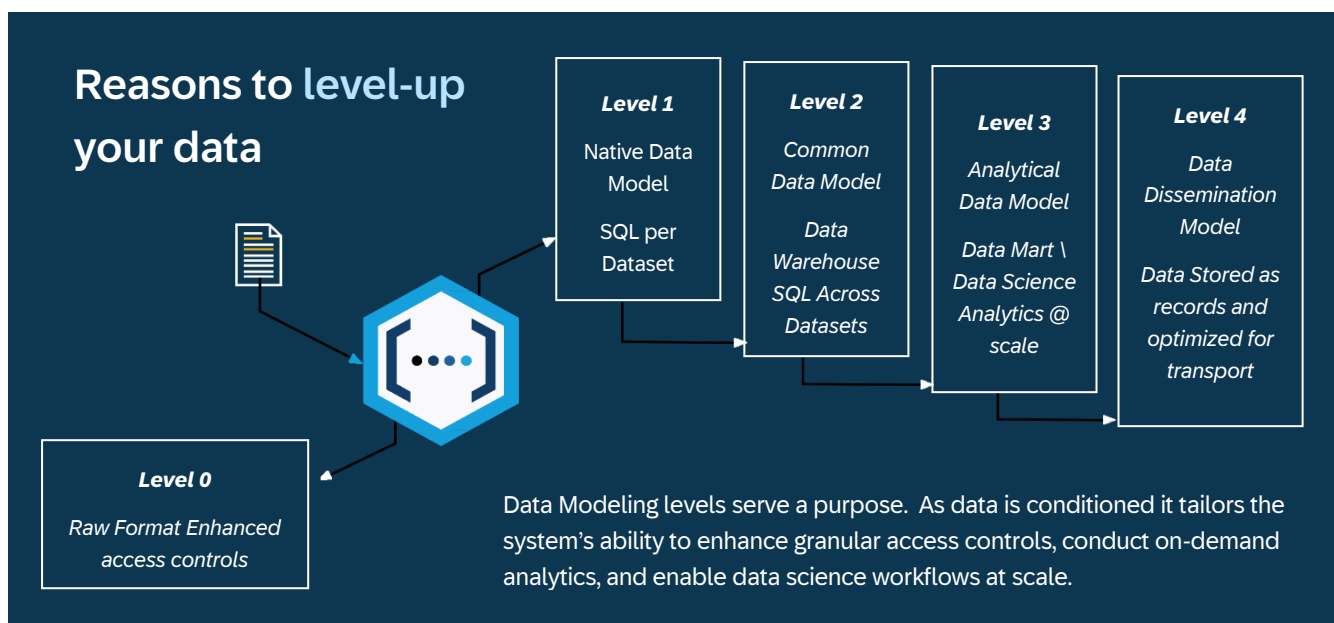 Reasons to level-up
your data
Level 0
Raw Format Enhanced
access controls
Level 1
Native Data
Model
SQL per
Dataset
Level 2
Common
Data Model
Data
Warehouse
SQL Across
Datasets
Level 3
Analytical
Data Model
Data Mart \
Data Science
Analytics @
scale
Level 4
Data
Dissemination
Model
Data Stored as
records and
optimized for
transport
Data Modeling levels serve a purpose.  As data is conditioned it tailors the
system’s ability to enhance granular access controls, conduct on-demand
analytics, and enable data science workflows at scale.